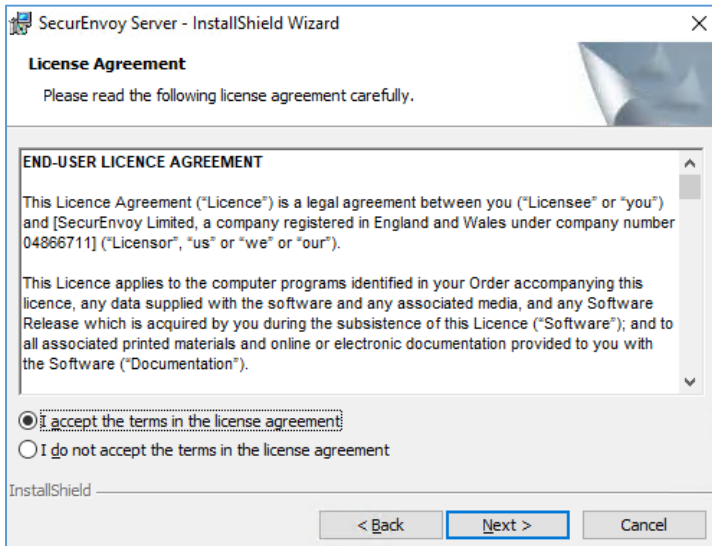 SecurEnvoy Server - InstallShield Wizard
License Agreement
Please read the following license agreement carefully.
END-USER LICENCE AGREEMENT
This Licence Agreement (“Licence”) is a legal agreement between you (“Licensee” or “you”)
and [SecurEnvoy Limited, a company registered in England and Wales under company number
04866711] (“Licensor”, “us” or “we” or “our”).
This Licence applies to the computer programs identified in your Order accompanying this
licence, any data supplied with the software and any associated media, and any Software
Release which is acquired by you during the subsistence of this Licence (“Software”); and to
all associated printed materials and online or electronic documentation provided to you with
the Software (“Documentation”).
I accept the terms in the license agreement
I do not accept the terms in the license agreement
InstallShield
< Back
Next >
Cancel